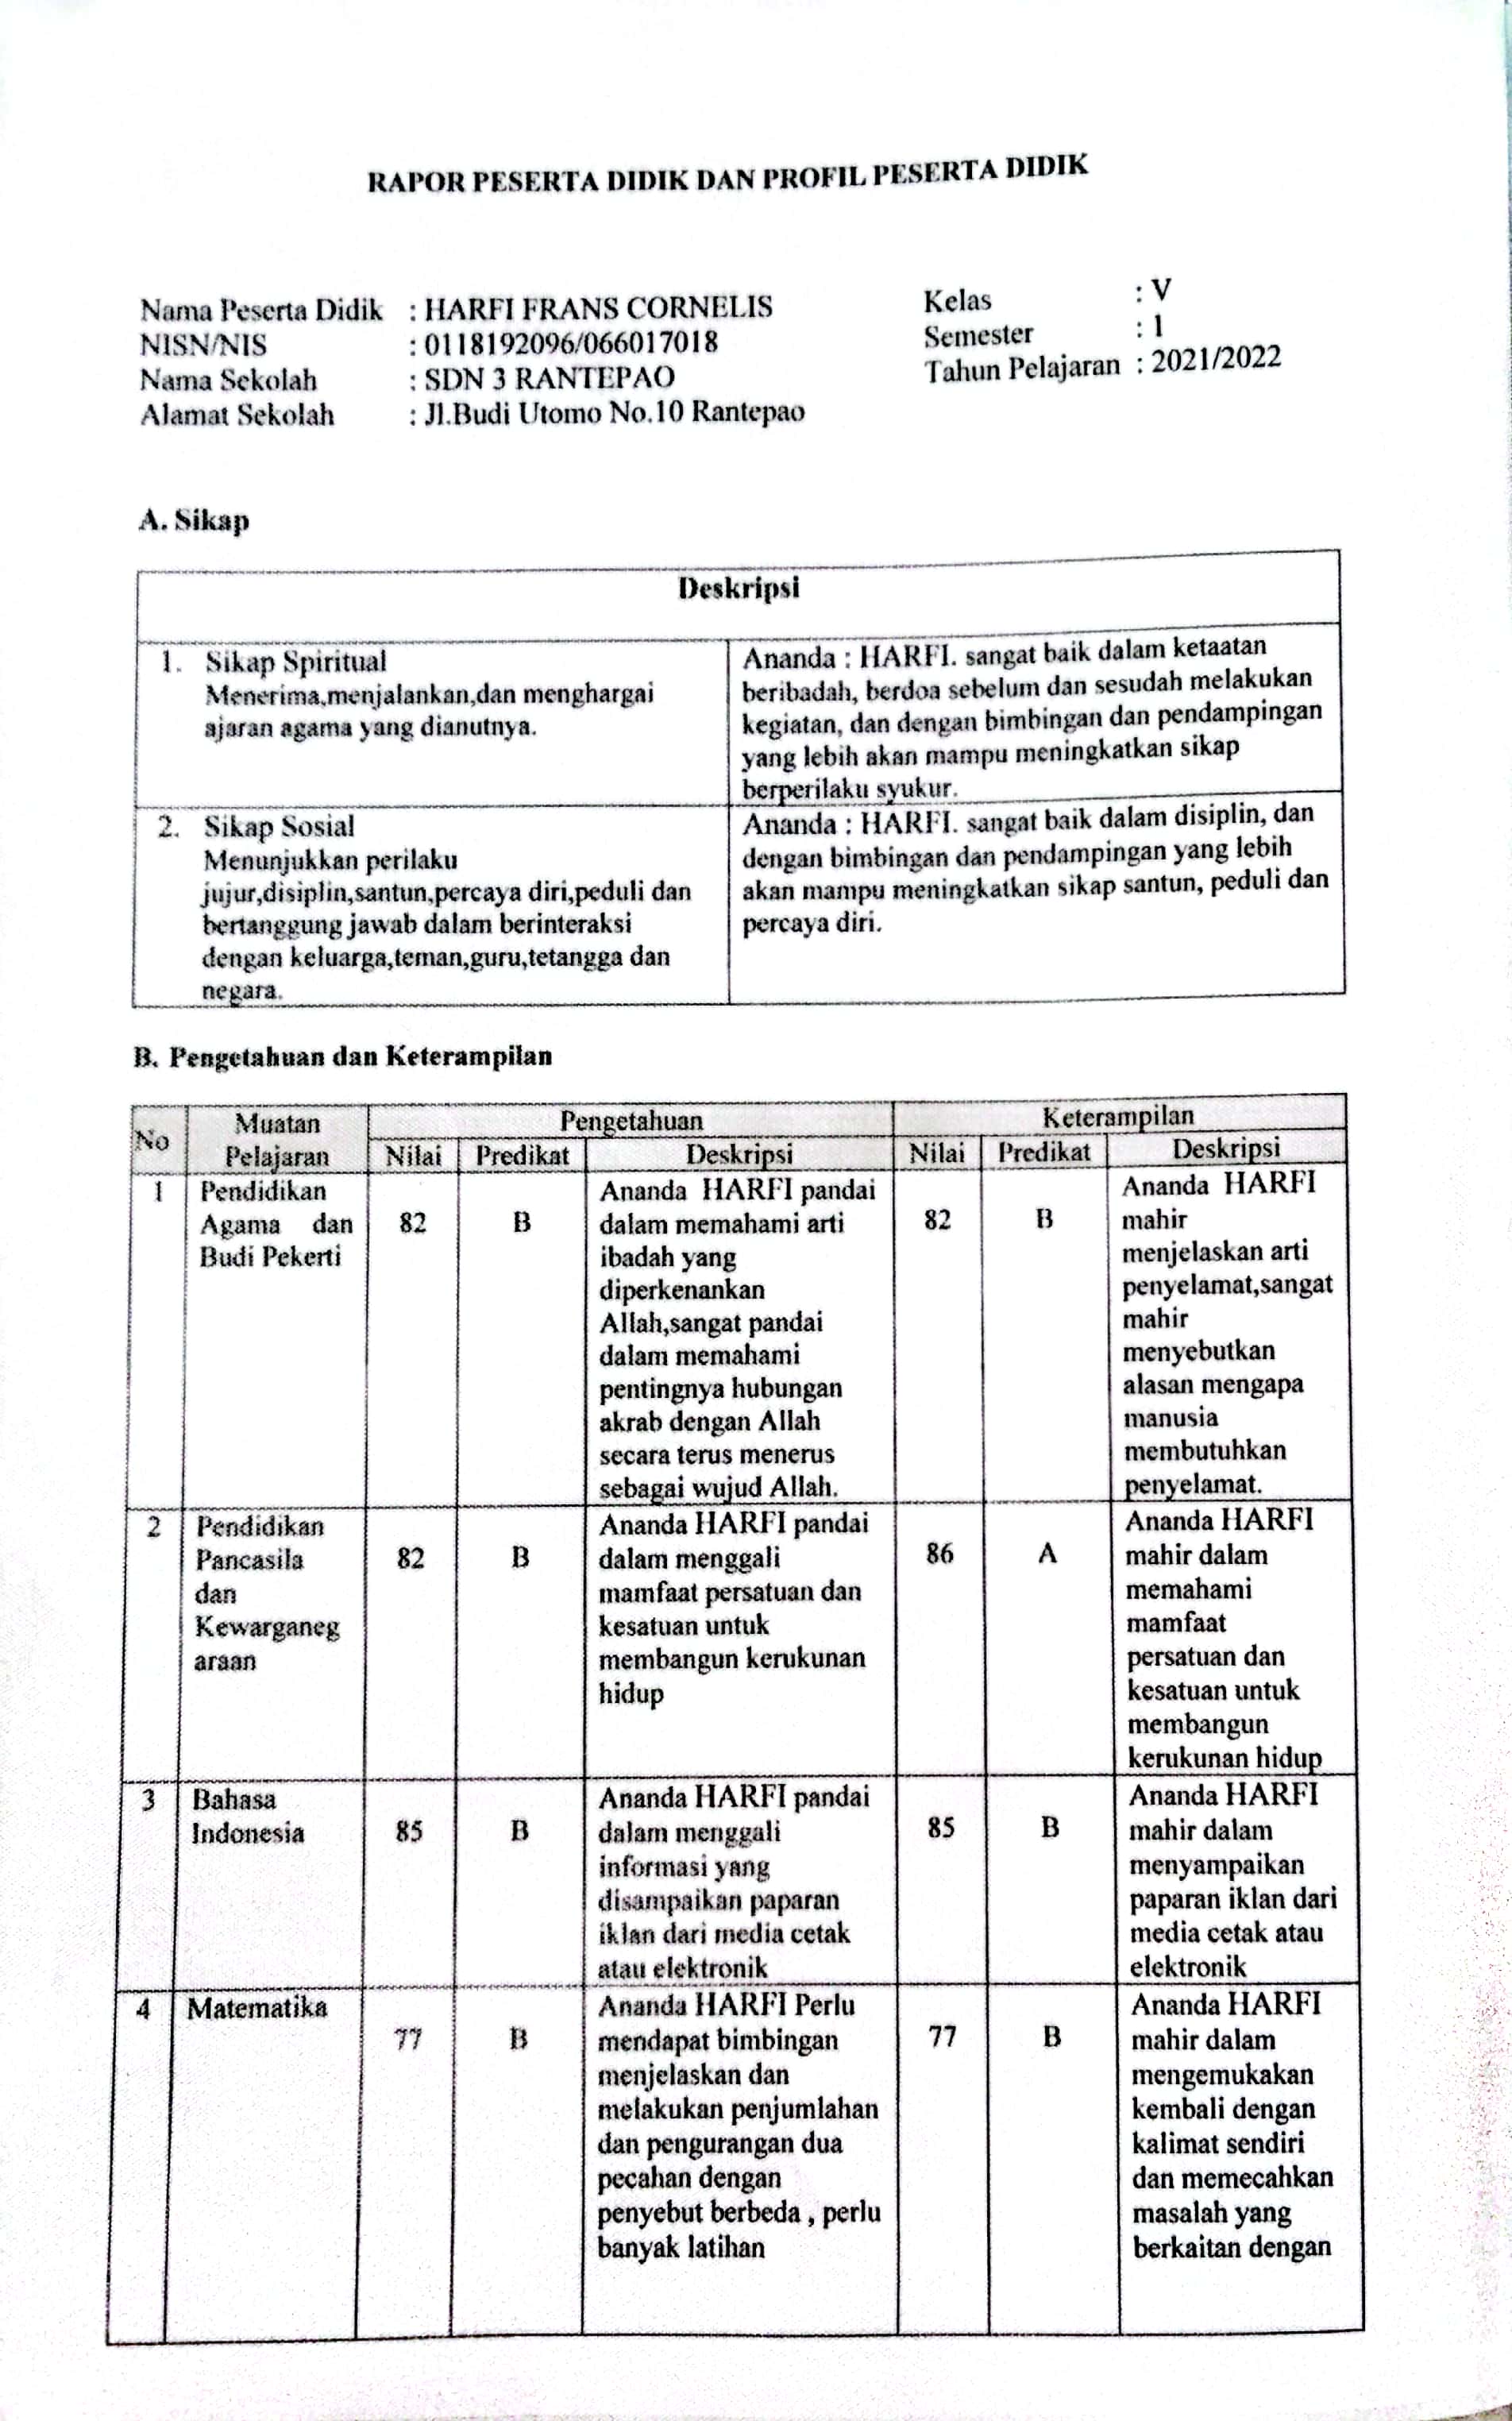 RAPOR PESERTA DIDIK DAN PROFIL PESERTA DIDIK
Nama Peserta Didik : HARFI FRANS CORNELIS
NISN/NIS : 0118192096/066017018
Nama Sekolah : SDN 3 RANTEPAO
Alamat Sekolah : Jl.Budi Utomo No.10 Rantepao
Kelas : V
Semester : 1
Tahun Pelajaran : 2021/2022
A. Sikap
Deskripsi
1. Sikap Spiritual
Menerima,menjalankan,dan menghargai
ajaran agama yang dianutnya.
Ananda : HARFI. sangat baik dalam ketaatan
beribadah, berdoa sebelum dan sesudah melakukan
kegiatan, dan dengan bimbingan dan pendampingan
yang lebih akan mampu meningkatkan sikap
berperilaku syukur.
2. Sikap Sosial
Menunjukkan perilaku
jujur,disiplin,santun,percaya diri,peduli dan
bertanggung jawab dalam berinteraksi
dengan keluarga,teman,guru,tetangga dan
negara.
Ananda : HARFI. sangat baik dalam disiplin, dan
dengan bimbingan dan pendampingan yang lebih
akan mampu meningkatkan sikap santun, peduli dan
percaya diri.
B. Pengetahuan dan Keterampilan
No
Muatan
Pelajaran
Pengetahuan
Keterampilan
Nilai Predikat Deskripsi Nilai Predikat Deskripsi
1
Pendidikan
Agama dan
Budi Pekerti
82
B
Ananda HARFI pandai
dalam memahami arti
ibadah yang
diperkenankan
Allah,sangat pandai
dalam memahami
pentingnya hubungan
akrab dengan Allah
secara terus menerus
sebagai wujud Allah.
82
B
Ananda HARFI
mahir
menjelaskan arti
penyelamat,sangat
mahir
menyebutkan
alasan mengapa
manusia
membutuhkan
penyelamat.
2
Pendidikan
Pancasila
dan
Kewarganeg
araan
82
B
Ananda HARFI pandai
dalam menggali
mamfaat persatuan dan
kesatuan untuk
membangun kerukunan
hidup
86
A
Ananda HARFI
mahir dalam
memahami
mamfaat
persatuan dan
kesatuan untuk
membangun
kerukunan hidup
3
Bahasa
Indonesia
85
B
Ananda HARFI pandai
dalam menggali
informasi yang
disampaikan paparan
iklan dari media cetak
atau elektronik
85
B
Ananda HARFI
mahir dalam
menyampaikan
paparan iklan dari
media cetak atau
elektronik
4
Matematika
77
B
Ananda HARFI Perlu
mendapat bimbingan
menjelaskan dan
melakukan penjumlahan
dan pengurangan dua
pecahan dengan
penyebut berbeda , perlu
banyak latihan
77
B
Ananda HARFI
mahir dalam
mengemukakan
kembali dengan
kalimat sendiri
dan memecahkan
masalah yang
berkaitan dengan